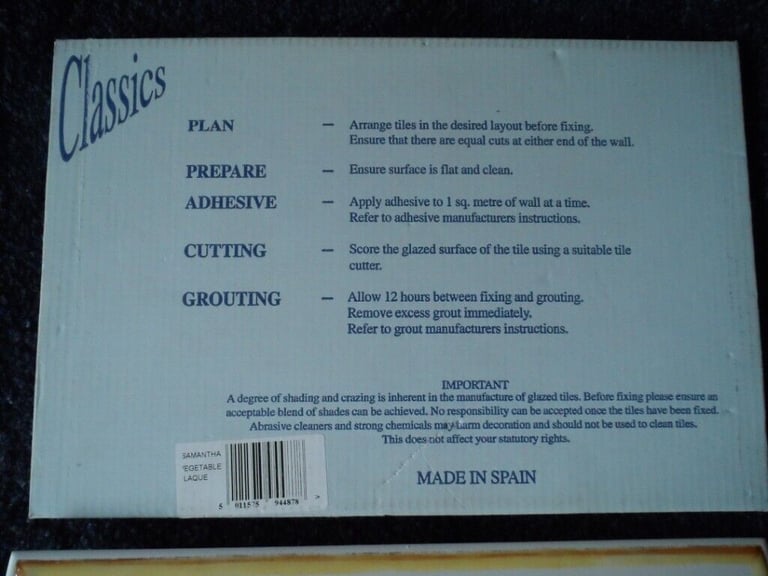 Classics
PLAN – Arrange tiles in the desired layout before fixing.
Ensure that there are equal cuts at either end of the wall.
PREPARE – Ensure surface is flat and clean.
ADHESIVE – Apply adhesive to 1 sq. metre of wall at a time.
Refer to adhesive manufacturers instructions.
CUTTING – Score the glazed surface of the tile using a suitable tile
cutter.
GROUTING – Allow 12 hours between fixing and grouting.
Remove excess grout immediately.
Refer to grout manufacturers instructions.
IMPORTANT
A degree of shading and crazing is inherent in the manufacture of glazed tiles. Before fixing please ensure an
acceptable blend of shades can be achieved. No responsibility can be accepted once the tiles have been fixed.
Abrasive cleaners and strong chemicals may harm decoration and should not be used to clean tiles.
This does not affect your statutory rights.
MADE IN SPAIN
SAMANTHA
EGETABLE
LAQUE
5 011575 944878 >